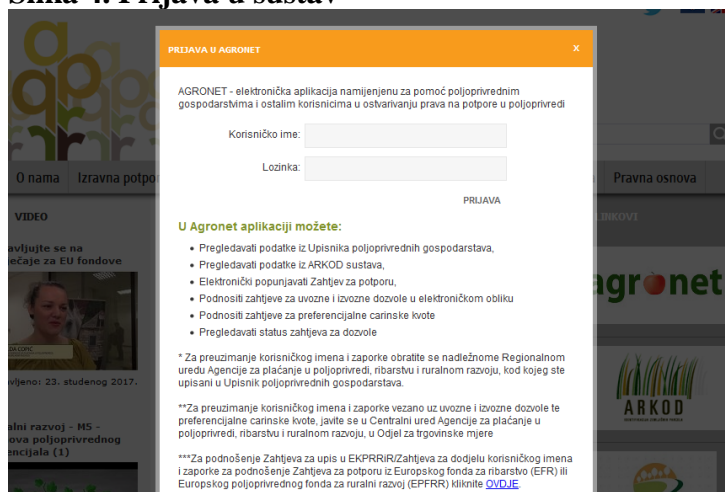 Slika 4. Prijava u sustav
PRIJAVA U AGRONET
x
AGRONET - elektronička aplikacija namijenjenu za pomoć poljoprivrednim
gospodarstvima i ostalim korisnicima u ostvarivanju prava na potpore u poljoprivredi
Korisničko ime:
Lozinka:
PRIJAVA
U Agronet aplikaciji možete:
Pregledavati podatke iz Upisnika poljoprivrednih gospodarstava,
Pregledavati podatke iz ARKOD sustava,
Elektronički popunjavati Zahtjev za potporu,
Podnositi zahtjeve za uvozne i izvozne dozvole u elektroničkom obliku
Podnositi zahtjeve za preferencijalne carinske kvote
Pregledavati status zahtjeva za dozvole
* Za preuzimanje korisničkog imena i zaporke obratite se nadležnome Regionalnom
uredu Agencije za plaćanje u poljoprivredi, ribarstvu i ruralnom razvoju, kod kojeg ste
upisani u Upisnik poljoprivrednih gospodarstava.
**Za preuzimanje korisničkog imena i zaporke vezano uz uvozne i izvozne dozvole te
preferencijalne carinske kvote, javite se u Centralni ured Agencije za plaćanje u
poljoprivredi, ribarstvu i ruralnom razvoju, u Odjel za trgovinske mjere
***Za podnošenje Zahtjeva za upis u EKPRRiR/Zahtjeva za dodjelu korisničkog imena
i zaporke za podnošenje Zahtjeva za potporu iz Europskog fonda za ribarstvo (EFR) ili
Europskog poljoprivrednog fonda za ruralni razvoj (EPFRR) kliknite OVDJE.
O nama
Izravna potpo
Pravna osnova
VIDEO
avljujte se na
ečaje za EU fondove
vljeno: 23. studenog 2017.
alni razvoj - M5 -
ova poljoprivrednog
encijala (1)
LINKOVI
agronet
ARKOD